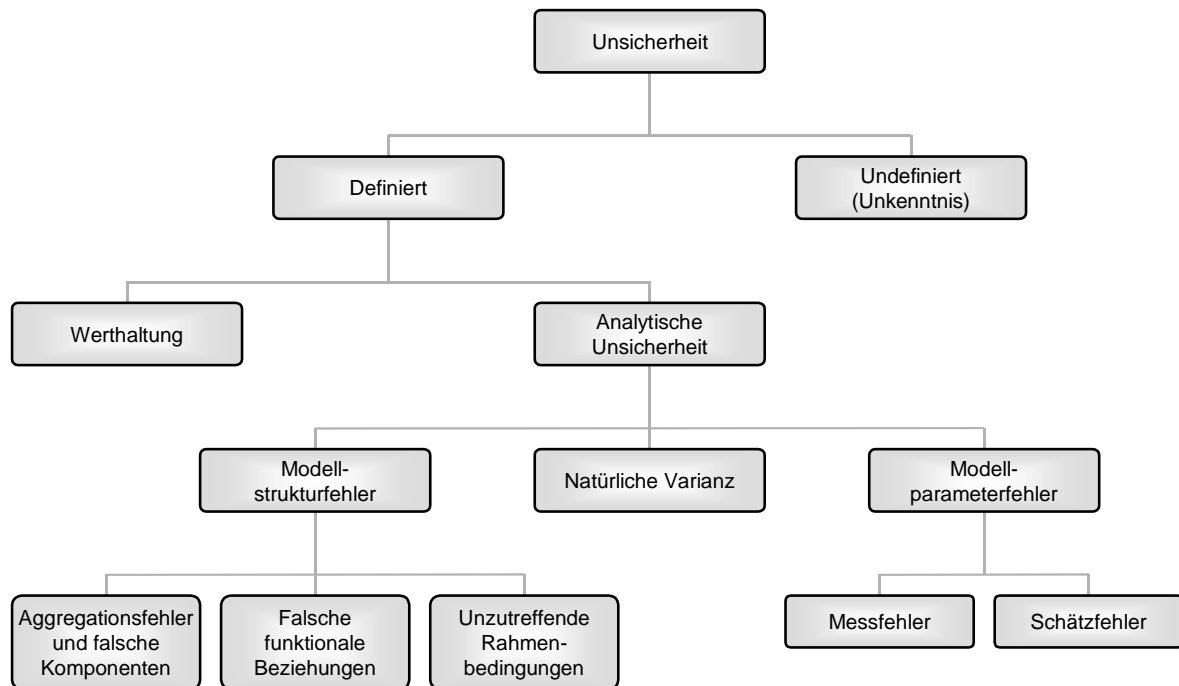 Unsicherheit
Definiert
Undefiniert
(Unkenntnis)
Werthaltung
Analytische
Unsicherheit
Modell-
strukturfehler
Natürliche Varianz
Modell-
parameterfehler
Aggregationsfehler
und falsche
Komponenten
Falsche
funktionale
Beziehungen
Unzutreffende
Rahmen-
bedingungen
Messfehler
Schätzfehler